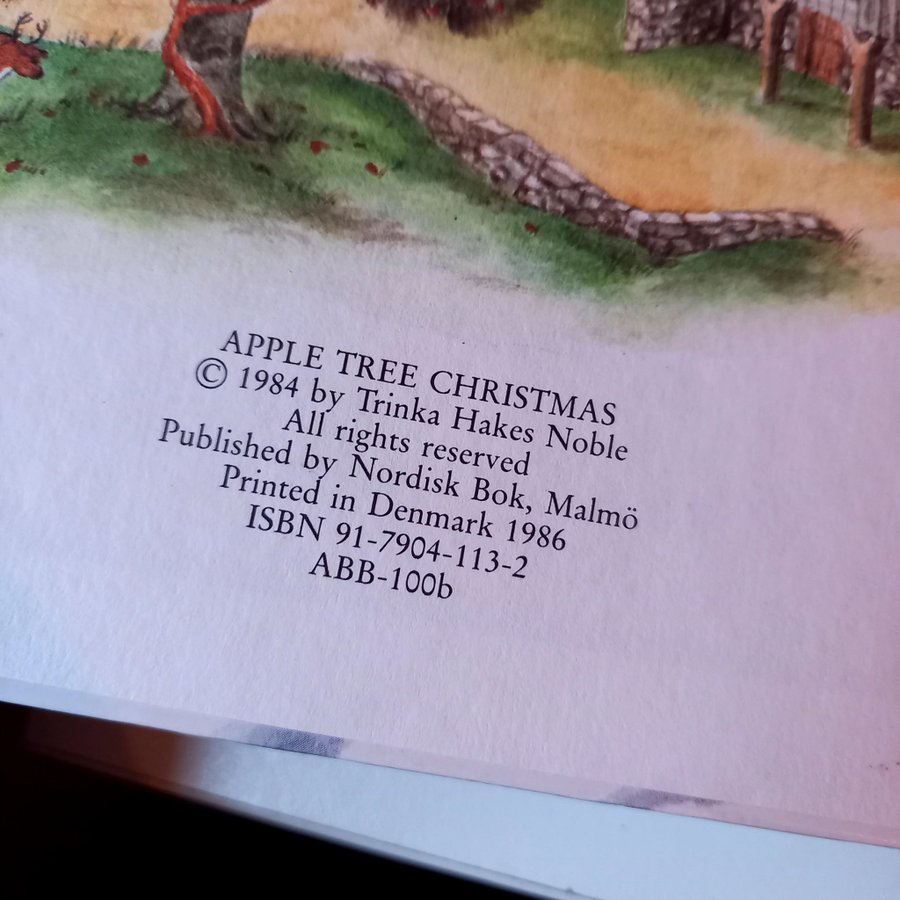 APPLE TREE CHRISTMAS
© 1984 by Trinka Hakes Noble
All rights reserved
Published by Nordisk Bok, Malmö
Printed in Denmark 1986
ISBN 91-7904-113-2
ABB-100b